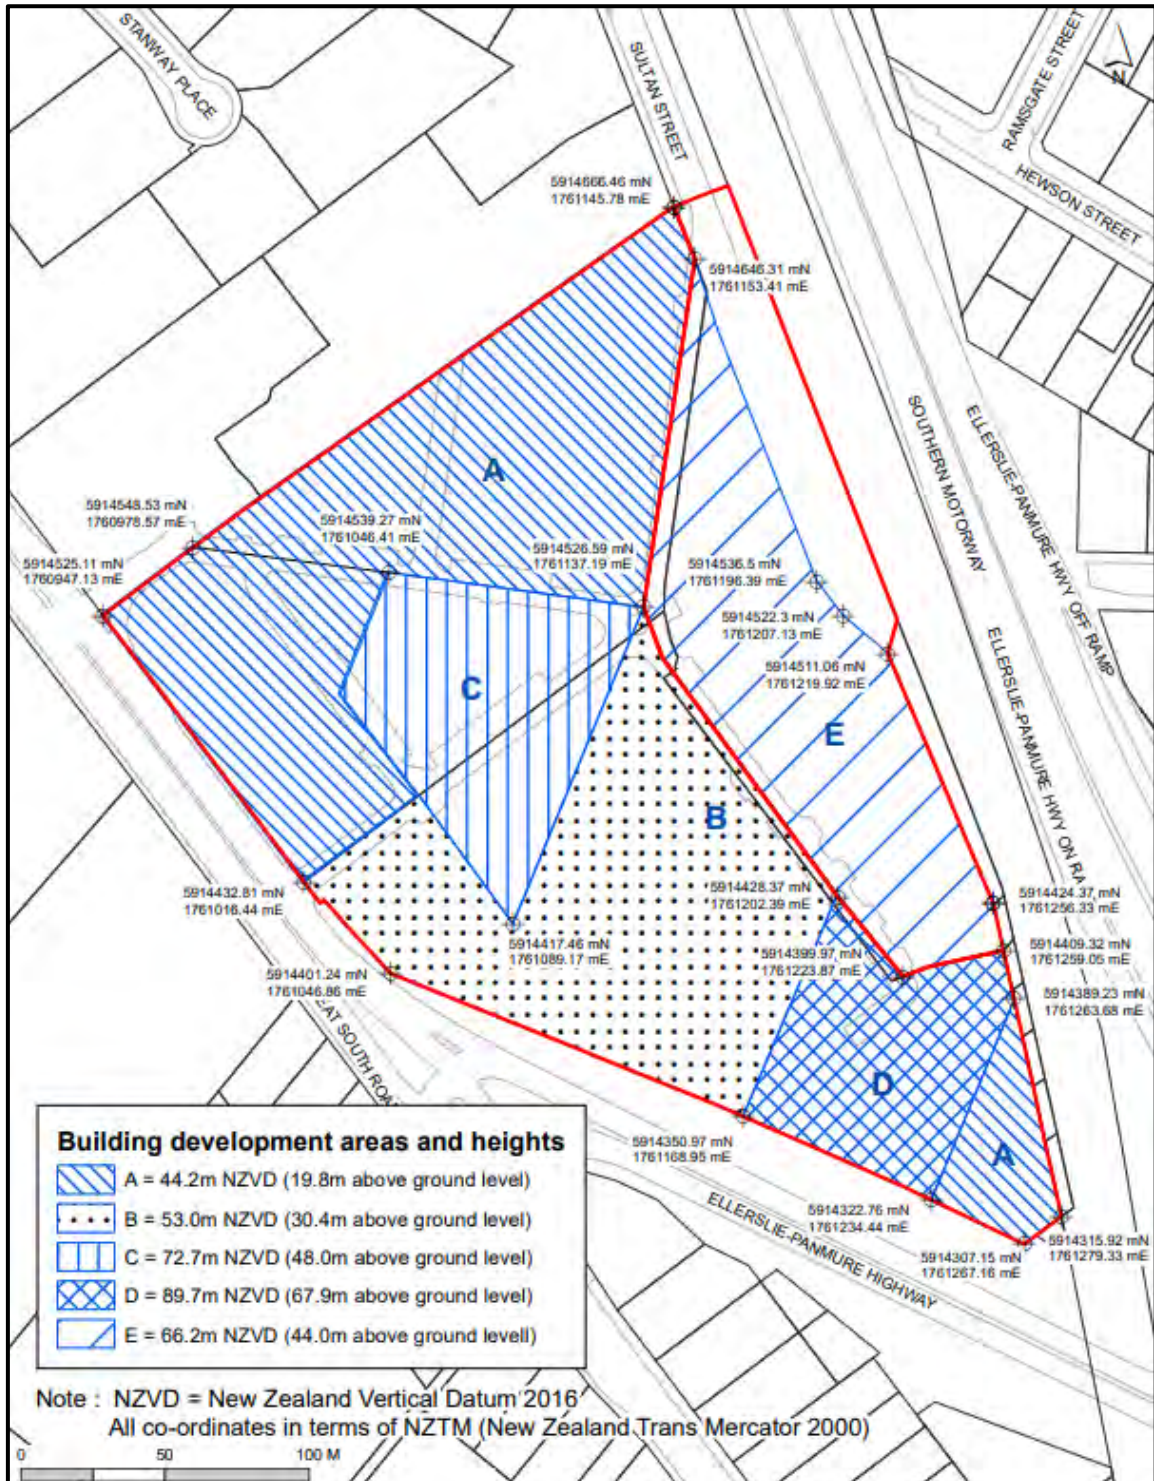 STANWAY PLACE
SULTAN STREET
RAMSGATE STREET
N
HEWSON STREET
5914666.46 mN
1761145.78 mE
5914646.31 mN
1761153.41 mE
SOUTHERN MOTORWAY
ELLERSLIE-PANMURE HWY OFF RAMP
A
5914548.53 mN
1760978.57 mE
5914539.27 mN
1761046.41 mE
5914526.59 mN
1761137.19 mE
5914525.11 mN
1760947.13 mE
5914536.5 mN
1761196.39 mE
5914522.3 mN
1761207.13 mE
5914511.06 mN
1761219.92 mE
ELLERSLIE-PANMURE HWY ON RA
C
E
B
5914432.81 mN
1761016.44 mE
5914428.37 mN
1761202.39 mE
5914424.37 mN
1761256.33 mE
5914417.46 mN
1761089.17 mE
5914399.97 mN
1761223.87 mE
5914409.32 mN
1761259.05 mE
5914401.24 mN
1761046.86 mE
5914389.23 mN
1761263.68 mE
EAT SOUTH ROA
D
A
5914350.97 mN
1761168.95 mE
5914322.76 mN
1761234.44 mE
5914315.92 mN
1761279.33 mE
5914307.15 mN
1761267.16 mE
ELLERSLIE-PANMURE HIGHWAY
Building development areas and heights
A = 44.2m NZVD (19.8m above ground level)
B = 53.0m NZVD (30.4m above ground level)
C = 72.7m NZVD (48.0m above ground level)
D = 89.7m NZVD (67.9m above ground level)
E = 66.2m NZVD (44.0m above ground levell)
Note : NZVD = New Zealand Vertical Datum 2016
All co-ordinates in terms of NZTM (New Zealand Trans Mercator 2000)
0 50 100 M